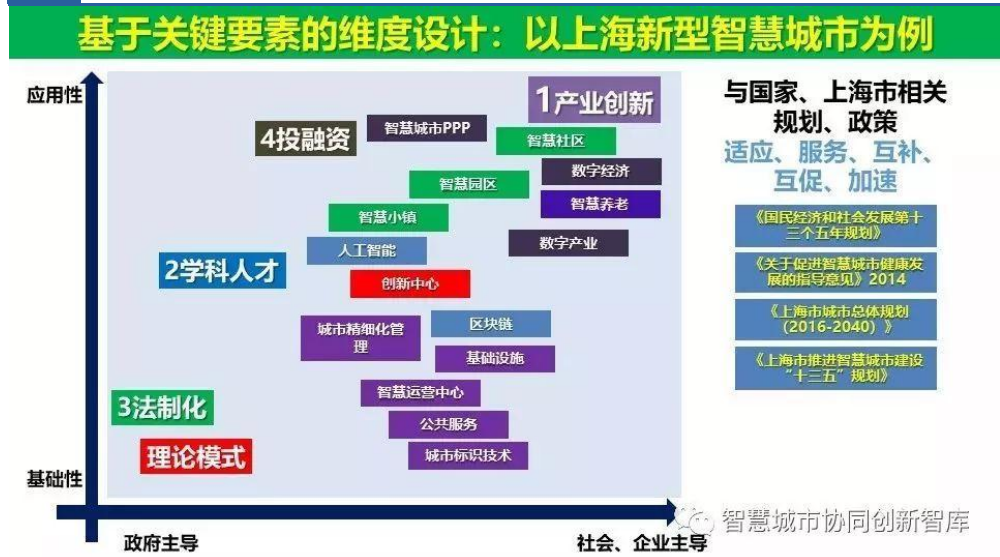 基于关键要素的维度设计：以上海新型智慧城市为例
应用性
1产业创新
智慧城市PPP
4投融资
智慧社区
数字经济
智慧园区
智慧养老
智慧小镇
数字产业
人工智能
2学科人才
创新中心
城市精细化管
理
区块链
基础设施
智慧运营中心
3法制化
公共服务
理论模式
城市标识技术
基础性
政府主导
社会、企业主导
与国家、上海市相关
规划、政策
适应、服务、互补、
互促、加速
《国民经济和社会发展第十
三个五年规划》
《关于促进智慧城市健康发
展的指导意见》2014
《上海市城市总体规划
（2016-2040）》
《上海市推进智慧城市建设
“十三五”规划》
智慧城市协同创新智库